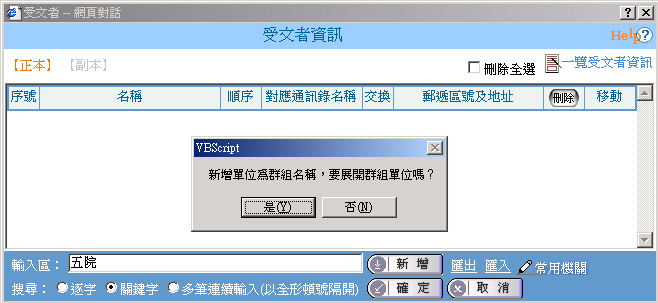 受文者 -- 網頁對話
受文者資訊
Help?
【正本】 【副本】 刪除全選 一覽受文者資訊
序號 名稱 順序 對應通訊錄名稱 交換 郵遞區號及地址 刪除 移動
VBScript
新增單位為群組名稱，要展開群組單位嗎？
是(Y) 否(N)
輸入區： 五院 新 增 匯出 匯入 常用機關
搜尋： 逐字 關鍵字 多筆連續輸入(以全形頓號隔開) 確 定 取 消